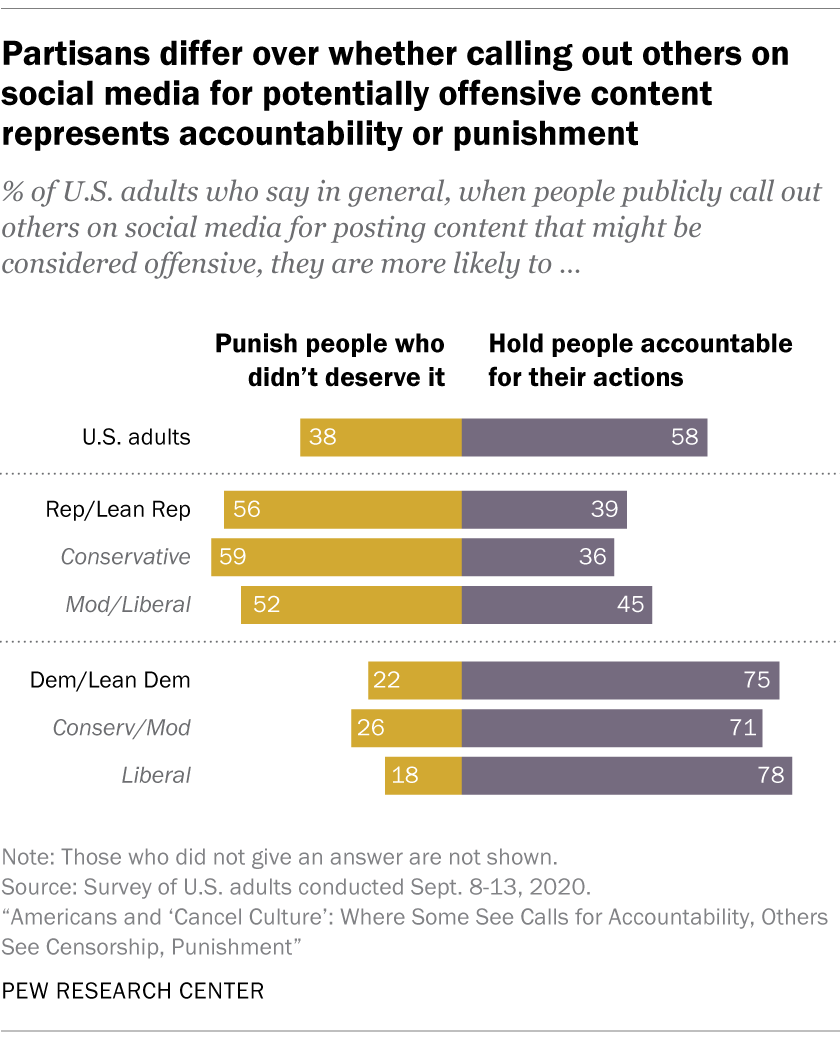 Partisans differ over whether calling out others on
social media for potentially offensive content
represents accountability or punishment
% of U.S. adults who say in general, when people publicly call out
others on social media for posting content that might be
considered offensive, they are more likely to ...
Punish people who
didn’t deserve it
Hold people accountable
for their actions
U.S. adults 38 58
Rep/Lean Rep 56 39
Conservative 59 36
Mod/Liberal 52 45
Dem/Lean Dem 22 75
Conserv/Mod 26 71
Liberal 18 78
Note: Those who did not give an answer are not shown.
Source: Survey of U.S. adults conducted Sept. 8-13, 2020.
“Americans and ‘Cancel Culture’: Where Some See Calls for Accountability, Others
See Censorship, Punishment”
PEW RESEARCH CENTER